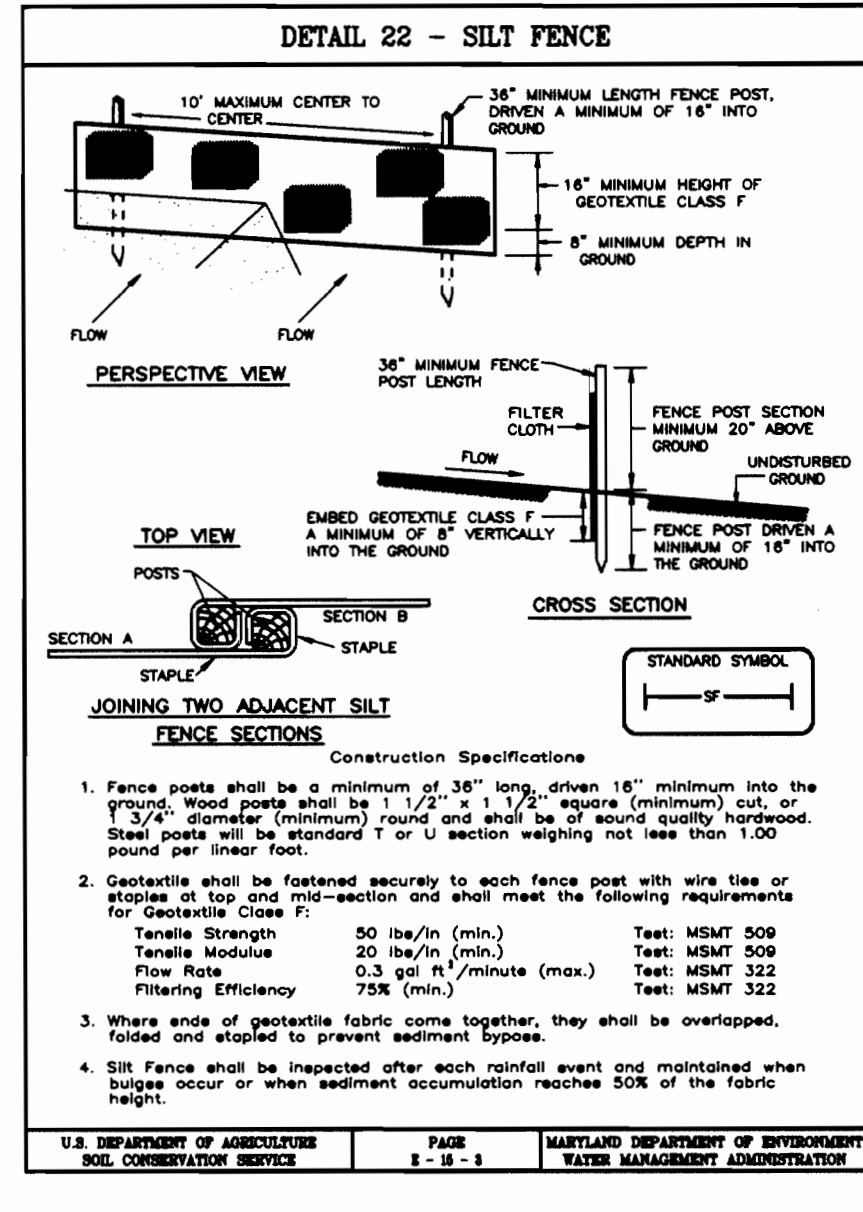 DETAIL 22 - SILT FENCE
10' MAXIMUM CENTER TO
CENTER
36" MINIMUM LENGTH FENCE POST,
DRIVEN A MINIMUM OF 16" INTO
GROUND
16" MINIMUM HEIGHT OF
GEOTEXTILE CLASS F
8" MINIMUM DEPTH IN
GROUND
FLOW
FLOW
PERSPECTIVE VIEW
36" MINIMUM FENCE
POST LENGTH
FILTER
CLOTH
FENCE POST SECTION
MINIMUM 20" ABOVE
GROUND
FLOW
UNDISTURBED
GROUND
EMBED GEOTEXTILE CLASS F
A MINIMUM OF 8" VERTICALLY
INTO THE GROUND
FENCE POST DRIVEN A
MINIMUM OF 16" INTO
THE GROUND
CROSS SECTION
TOP VIEW
POSTS
SECTION B
SECTION A
STAPLE
STAPLE
JOINING TWO ADJACENT SILT
FENCE SECTIONS
STANDARD SYMBOL
SF
Construction Specifications
1. Fence posts shall be a minimum of 36" long, driven 16" minimum into the
ground. Wood posts shall be 1 1/2" x 1 1/2" square (minimum) cut, or
1 3/4" diameter (minimum) round and shall be of sound quality hardwood.
Steel posts will be standard T or U section weighing not less than 1.00
pound per linear foot.
2. Geotextile shall be fastened securely to each fence post with wire ties or
staples at top and mid-section and shall meet the following requirements
for Geotextile Class F:
Tensile Strength 50 lbs/in (min.) Test: MSMT 509
Tensile Modulus 20 lbs/in (min.) Test: MSMT 509
Flow Rate 0.3 gal ft²/minute (max.) Test: MSMT 322
Filtering Efficiency 75% (min.) Test: MSMT 322
3. Where ends of geotextile fabric come together, they shall be overlapped,
folded and stapled to prevent sediment bypass.
4. Silt Fence shall be inspected after each rainfall event and maintained when
bulges occur or when sediment accumulation reaches 50% of the fabric
height.
U.S. DEPARTMENT OF AGRICULTURE
SOIL CONSERVATION SERVICE
PAGE
E - 15 - 3
MARYLAND DEPARTMENT OF ENVIRONMENT
WATER MANAGEMENT ADMINISTRATION